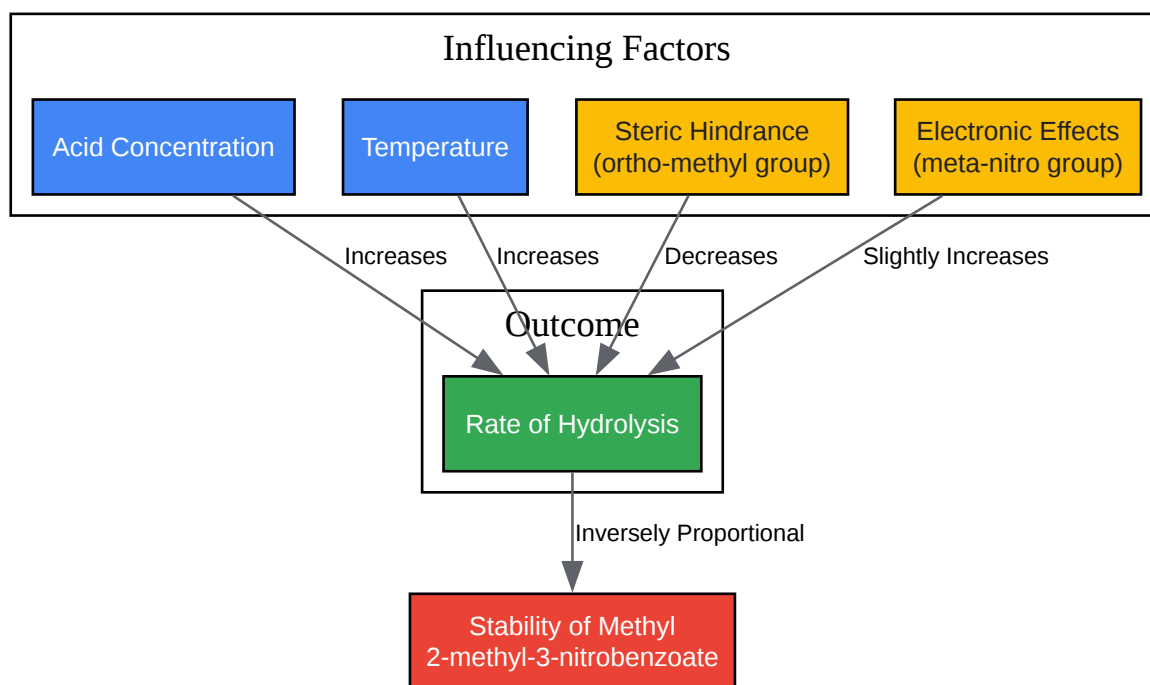 Influencing Factors
Acid Concentration
Temperature
Steric Hindrance
(ortho-methyl group)
Electronic Effects
(meta-nitro group)
Increases
Increases
Decreases
Slightly Increases
Outcome
Rate of Hydrolysis
Inversely Proportional
Stability of Methyl
2-methyl-3-nitrobenzoate